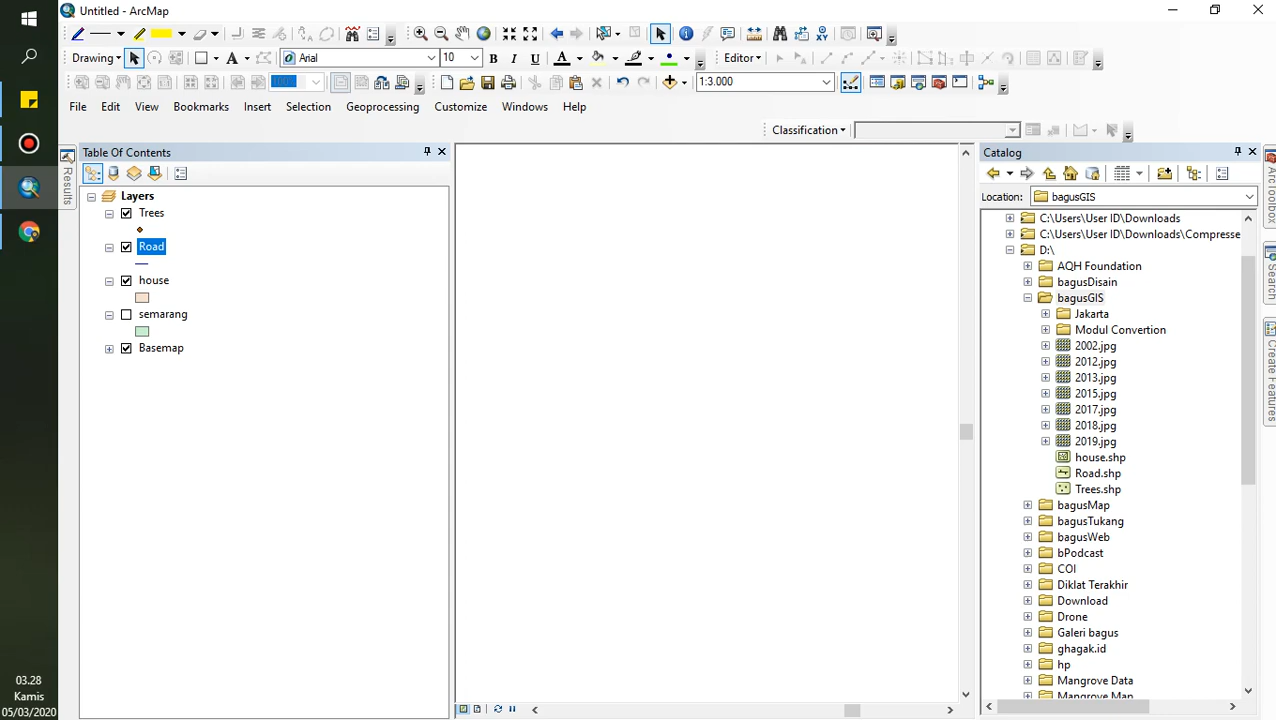 Untitled - ArcMap
Drawing
A
Arial
10
B
I
U
A
Editor
1:3.000
File
Edit
View
Bookmarks
Insert
Selection
Geoprocessing
Customize
Windows
Help
Classification
Results
Table Of Contents
Layers
Trees
Road
house
semarang
Basemap
Catalog
Location:
bagusGIS
C:\Users\User ID\Downloads
C:\Users\User ID\Downloads\Compresse
D:\
AQH Foundation
bagusDisain
bagusGIS
Jakarta
Modul Convertion
2002.jpg
2012.jpg
2013.jpg
2015.jpg
2017.jpg
2018.jpg
2019.jpg
house.shp
Road.shp
Trees.shp
bagusMap
bagusTukang
bagusWeb
bPodcast
COI
Diklat Terakhir
Download
Drone
Galeri bagus
ghagak.id
hp
Mangrove Data
Mangrove Map
ArcToolbox
Search
Create Features
03.28
Kamis
05/03/2020